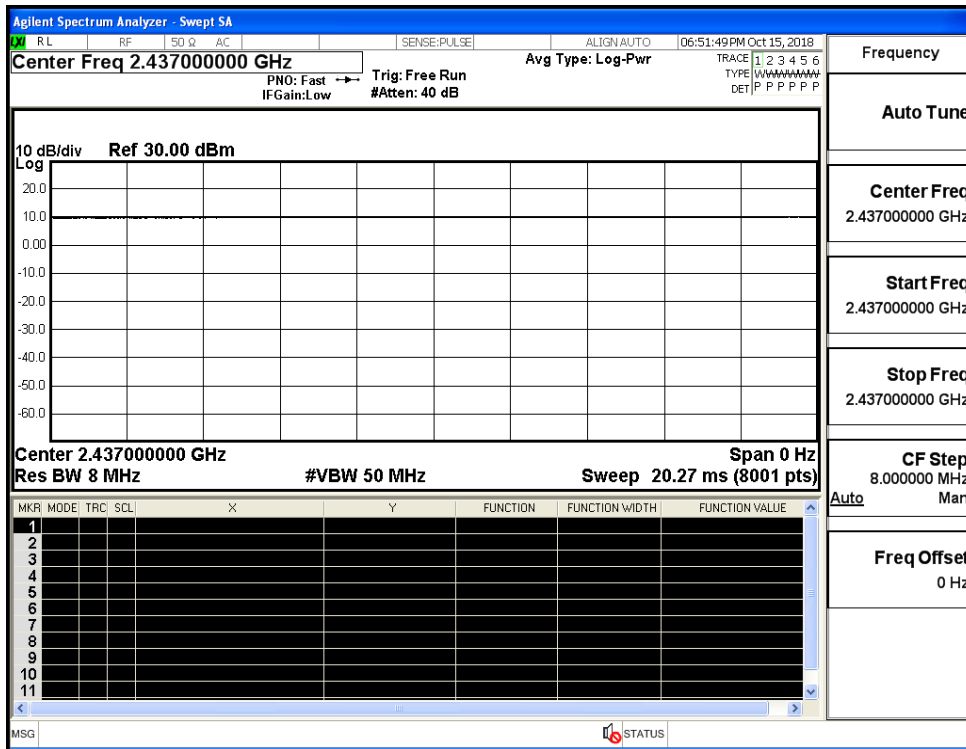 Agilent Spectrum Analyzer - Swept SA
LXI RL RF 50 Ω AC SENSE:PULSE ALIGN AUTO 06:51:49 PM Oct 15, 2018
Center Freq 2.437000000 GHz
PNO: Fast
IFGain:Low
Trig: Free Run
#Atten: 40 dB
Avg Type: Log-Pwr
TRACE 1 2 3 4 5 6
TYPE WWWWWW
DET P P P P P P
10 dB/div Ref 30.00 dBm
Log
20.0
10.0
0.00
-10.0
-20.0
-30.0
-40.0
-50.0
-60.0
Center 2.437000000 GHz Span 0 Hz
Res BW 8 MHz #VBW 50 MHz Sweep 20.27 ms (8001 pts)
MKR MODE TRC SCL X Y FUNCTION FUNCTION WIDTH FUNCTION VALUE
1
2
3
4
5
6
7
8
9
10
11
MSG STATUS
Frequency
Auto Tune
Center Freq
2.437000000 GHz
Start Freq
2.437000000 GHz
Stop Freq
2.437000000 GHz
CF Step
8.000000 MHz
Auto Man
Freq Offset
0 Hz